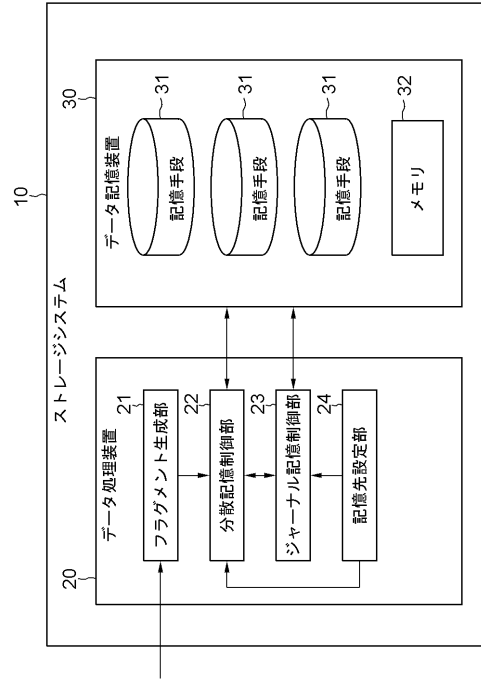 10
ストレージシステム
20
データ処理装置
21
フラグメント生成部
22
分散記憶制御部
23
ジャーナル記憶制御部
24
記憶先設定部
30
データ記憶装置
31
記憶手段
31
記憶手段
31
記憶手段
32
メモリ